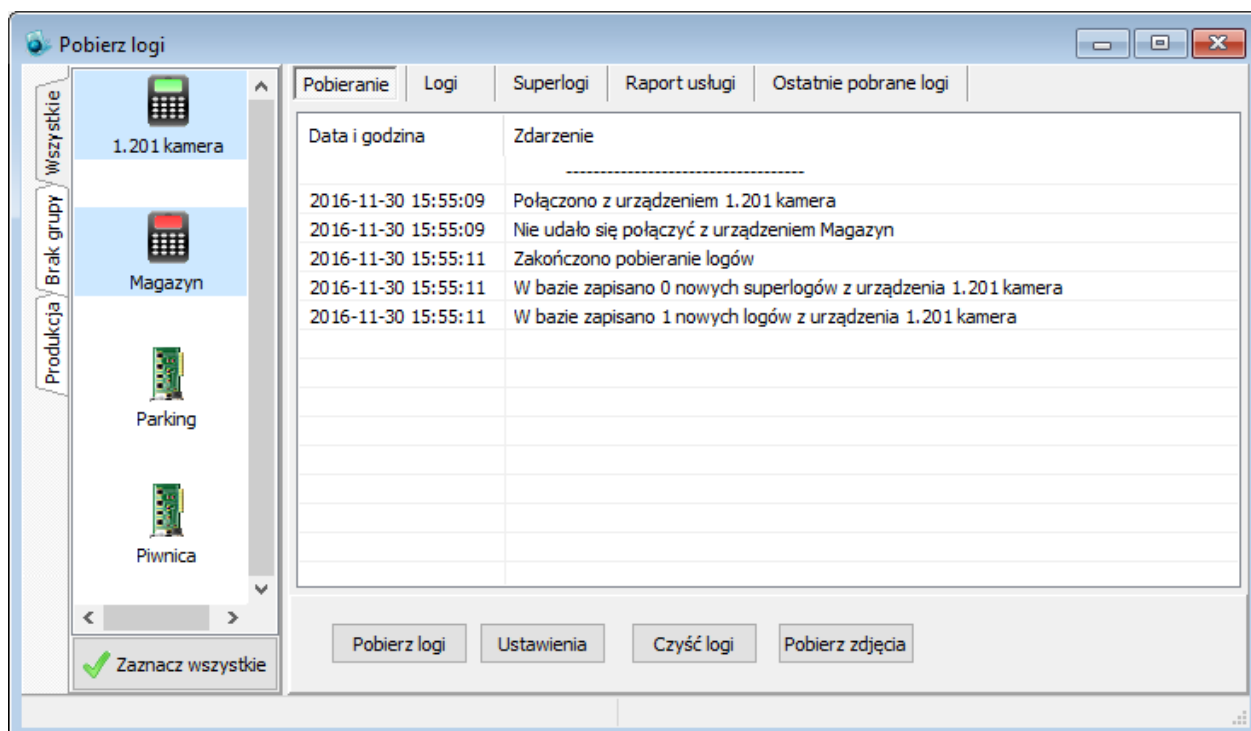 Pobierz logi
Wszystkie
Brak grupy
Produkcja
1.201 kamera
Magazyn
Parking
Piwnica
Zaznacz wszystkie
Pobieranie Logi Superlogi Raport usługi Ostatnie pobrane logi
Data i godzina Zdarzenie
-----------------------------------
2016-11-30 15:55:09 Połączono z urządzeniem 1.201 kamera
2016-11-30 15:55:09 Nie udało się połączyć z urządzeniem Magazyn
2016-11-30 15:55:11 Zakończono pobieranie logów
2016-11-30 15:55:11 W bazie zapisano 0 nowych superlogów z urządzenia 1.201 kamera
2016-11-30 15:55:11 W bazie zapisano 1 nowych logów z urządzenia 1.201 kamera
Pobierz logi Ustawienia Czyść logi Pobierz zdjęcia